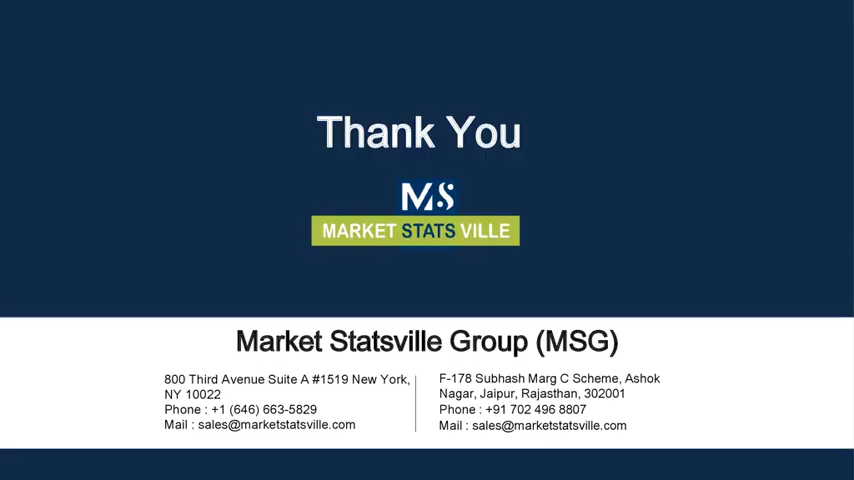 Thank You
MS
MARKET STATS VILLE
Market Statsville Group (MSG)
800 Third Avenue Suite A #1519 New York,
NY 10022
Phone : +1 (646) 663-5829
Mail : sales@marketstatsville.com
F-178 Subhash Marg C Scheme, Ashok
Nagar, Jaipur, Rajasthan, 302001
Phone : +91 702 496 8807
Mail : sales@marketstatsville.com